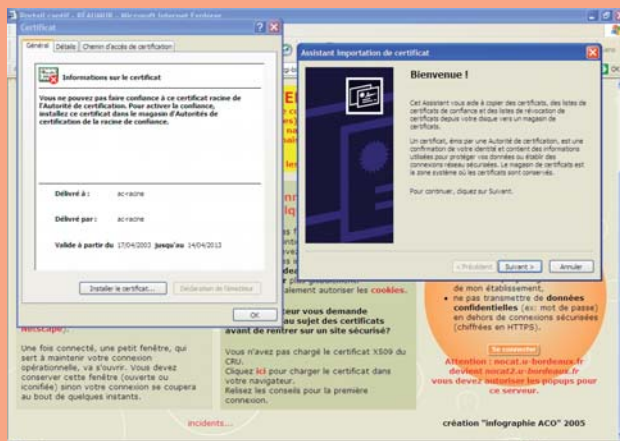 Portail captif - RÉAUMUR - Microsoft Internet Explorer
Certificat
Général
Détails
Chemin d'accès de certification
Informations sur le certificat
Vous ne pouvez pas faire confiance à ce certificat racine de
l'Autorité de certification. Pour activer la confiance,
installez ce certificat dans le magasin d'Autorités de
certification de la racine de confiance.
Délivré à :
ac-racine
Délivré par :
ac-racine
Valide à partir du 17/04/2003 jusqu'au 14/04/2013
Installer le certificat...
Déclaration de l'émetteur
OK
Assistant Importation de certificat
Bienvenue !
Cet Assistant vous aide à copier des certificats, des listes de
certificats de confiance et des listes de révocation de
certificats depuis votre disque vers un magasin de
certificats.
Un certificat, émis par une Autorité de certification, est une
confirmation de votre identité et contient des informations
utilisées pour protéger vos données ou établir des
connexions réseau sécurisées. Le magasin de certificats est
la zone système où les certificats sont conservés.
Pour continuer, cliquez sur Suivant.
< Précédent
Suivant >
Annuler
OK
Netscape).
Une fois connecté, une petit fenêtre, qui
sert à maintenir votre connexion
opérationnelle, va s'ouvrir. Vous devez
conserver cette fenêtre (ouverte ou
iconifiée) sinon votre connexion se coupera
au bout de quelques instants.
alement autoriser les cookies.
teur vous demande
au sujet des certificats
avant de rentrer sur un site sécurisé?
Vous n'avez pas chargé le certificat X509 du
CRU.
Cliquez ici pour charger le certificat dans
votre navigateur.
Relisez les conseils pour la première
connexion.
de mon établissement,
• ne pas transmettre de données
confidentielles (ex: mot de passe)
en dehors de connexions sécurisées
(chiffrées en HTTPS).
Se connecter
Attention : nocat.u-bordeaux.fr
devient nocat2.u-bordeaux.fr
vous devez autoriser les popups pour
ce serveur.
incidents...
création "infographie ACO" 2005